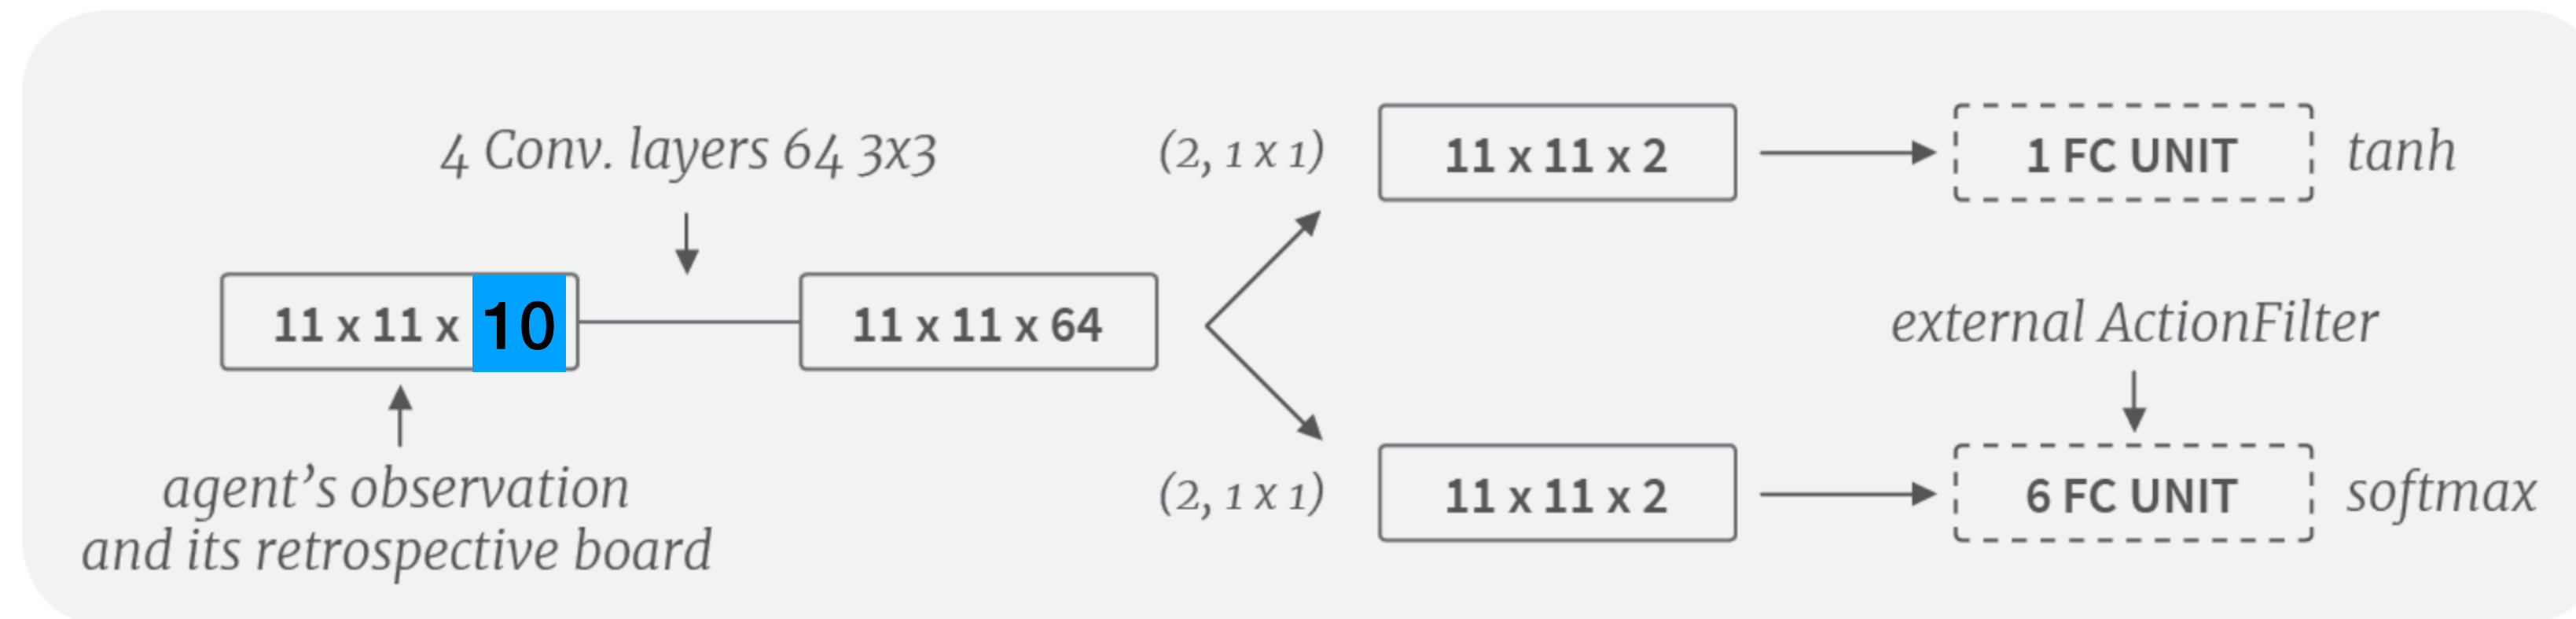 4 Conv. layers 64 3x3
11 x 11 x 10
agent's observation
and its retrospective board
11 x 11 x 64
(2, 1 x 1)
11 x 11 x 2
1 FC UNIT
tanh
(2, 1 x 1)
11 x 11 x 2
external ActionFilter
6 FC UNIT
softmax